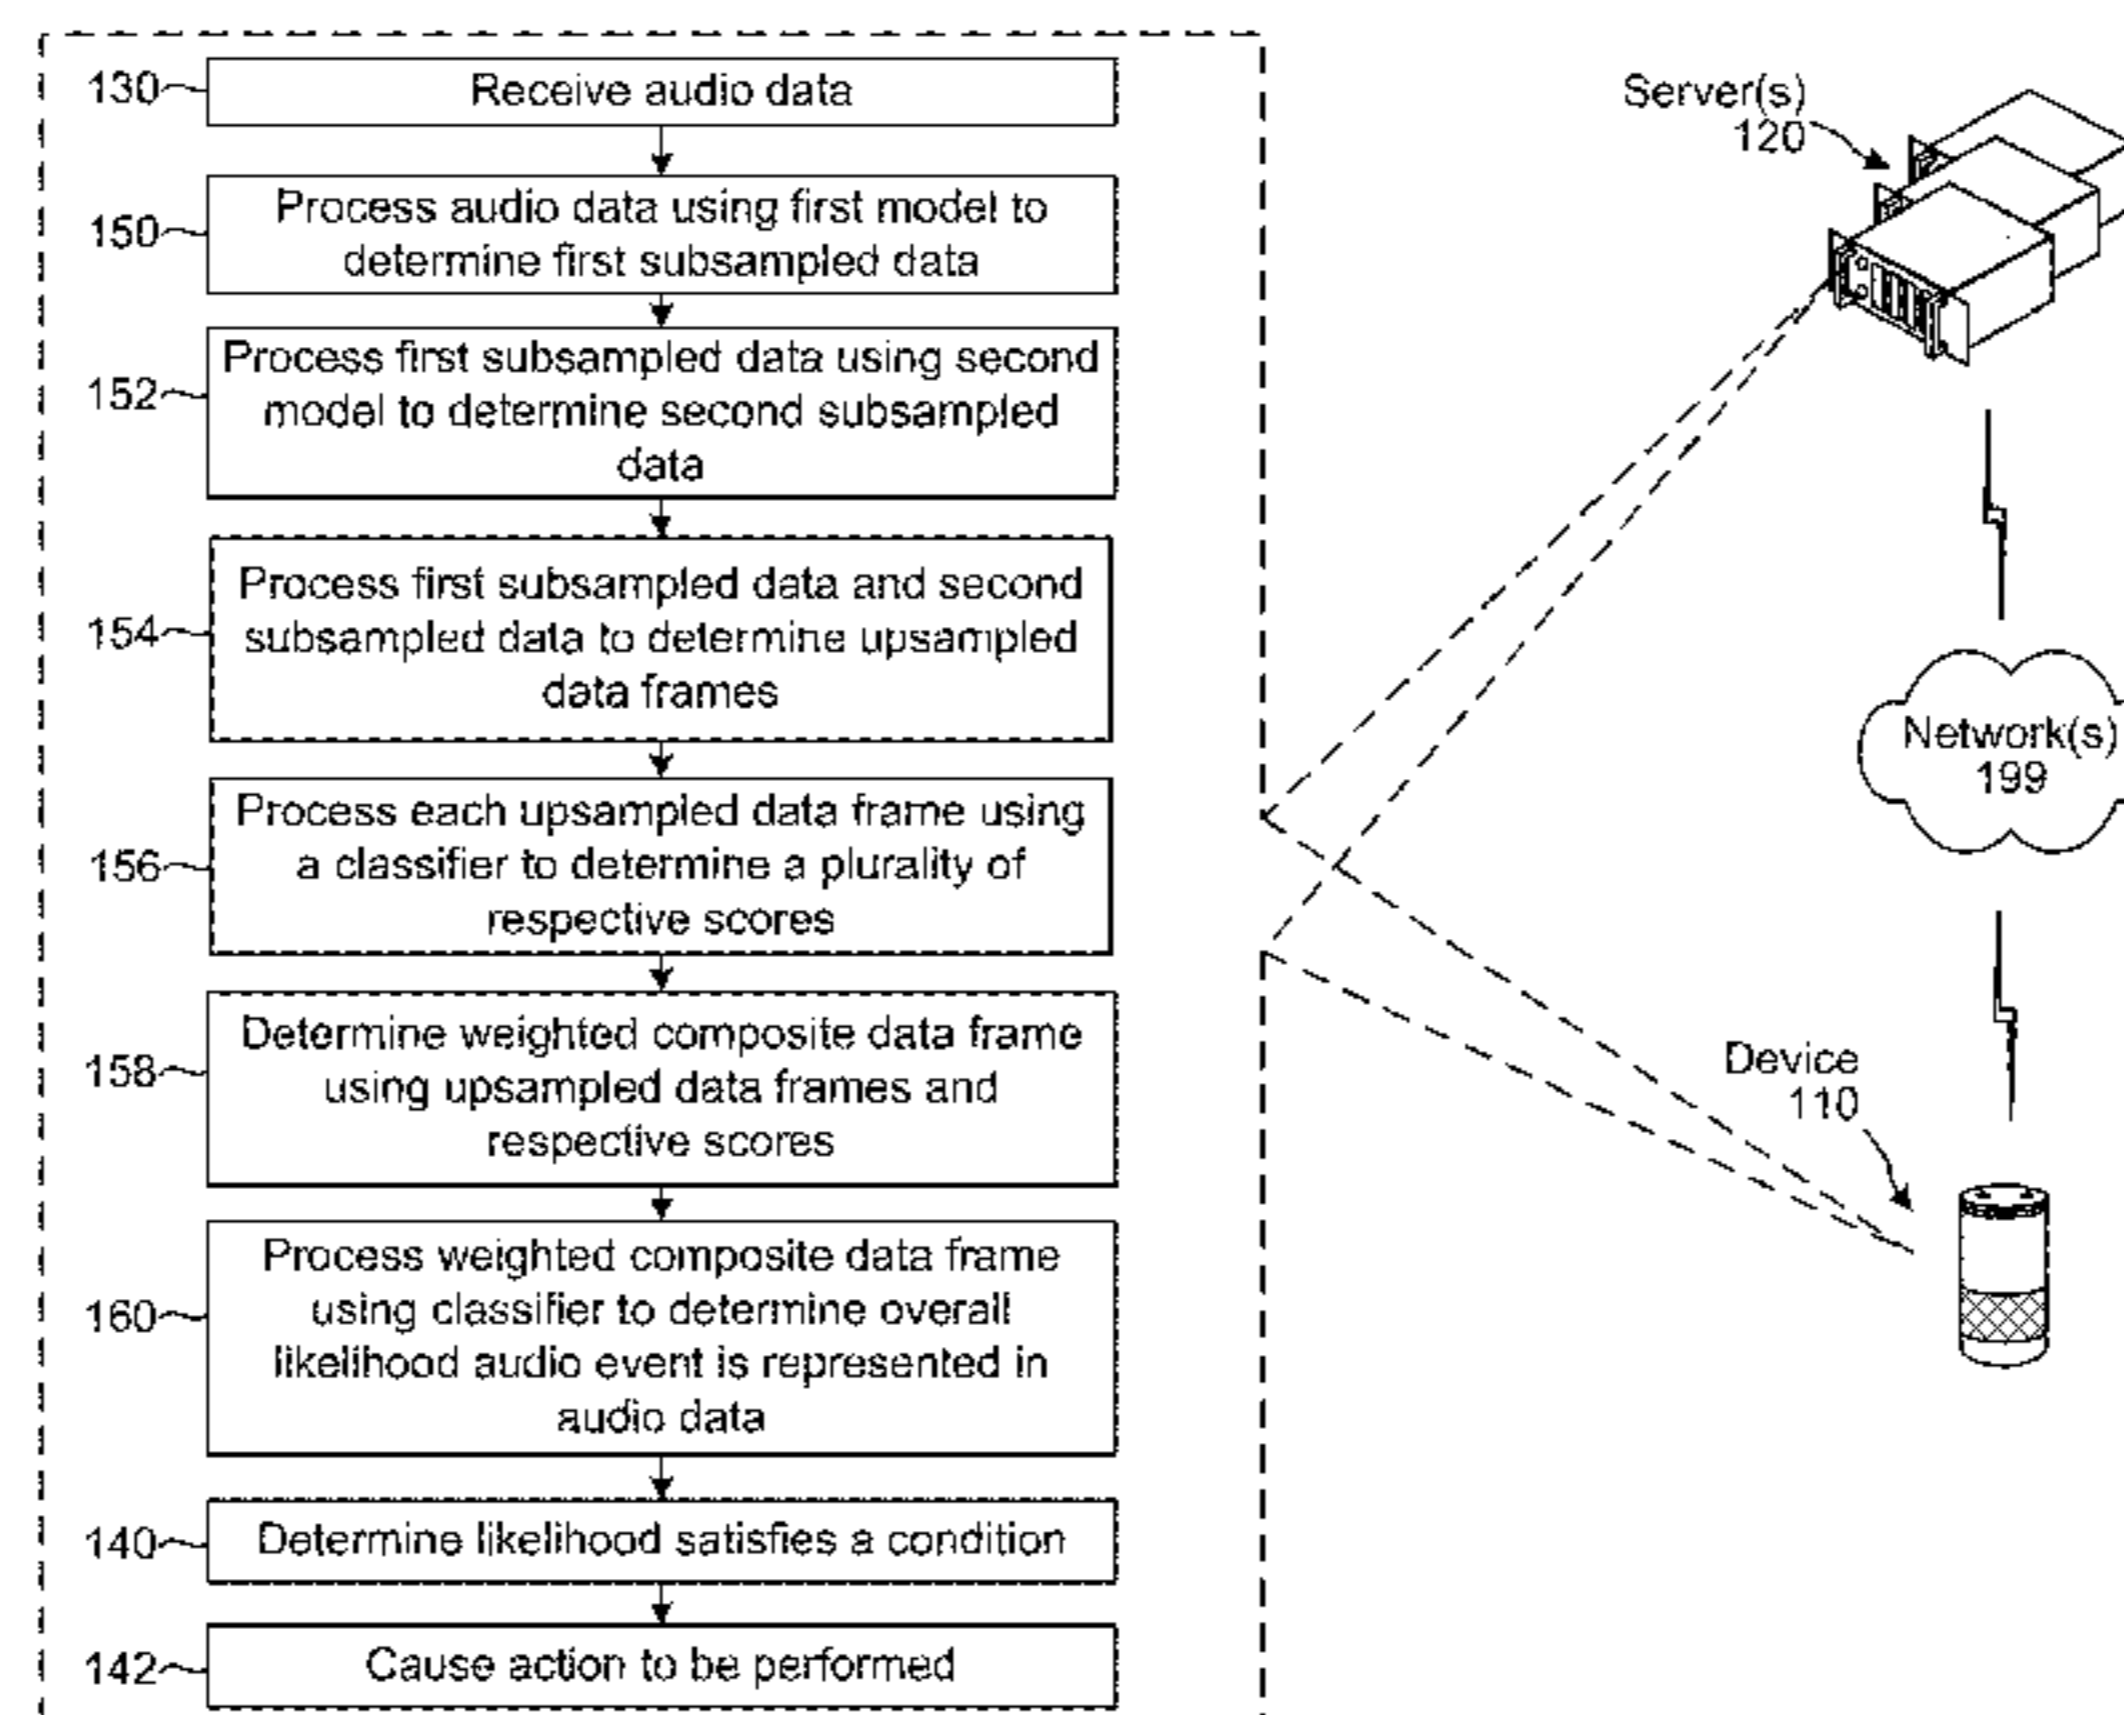 130
Receive audio data
150
Process audio data using first model to
determine first subsampled data
152
Process first subsampled data using second
model to determine second subsampled
data
154
Process first subsampled data and second
subsampled data to determine upsampled
data frames
156
Process each upsampled data frame using
a classifier to determine a plurality of
respective scores
158
Determine weighted composite data frame
using upsampled data frames and
respective scores
160
Process weighted composite data frame
using classifier to determine overall
likelihood audio event is represented in
audio data
140
Determine likelihood satisfies a condition
142
Cause action to be performed
Server(s)
120
Network(s)
199
Device
110